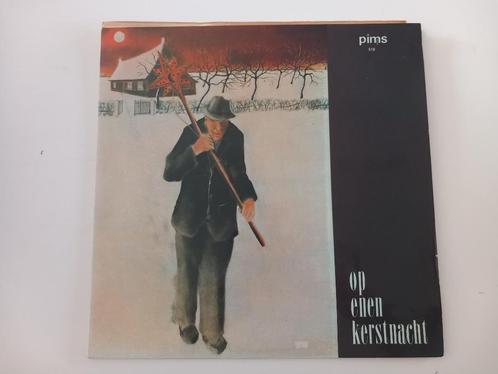 pims
op
enen
kerstnacht